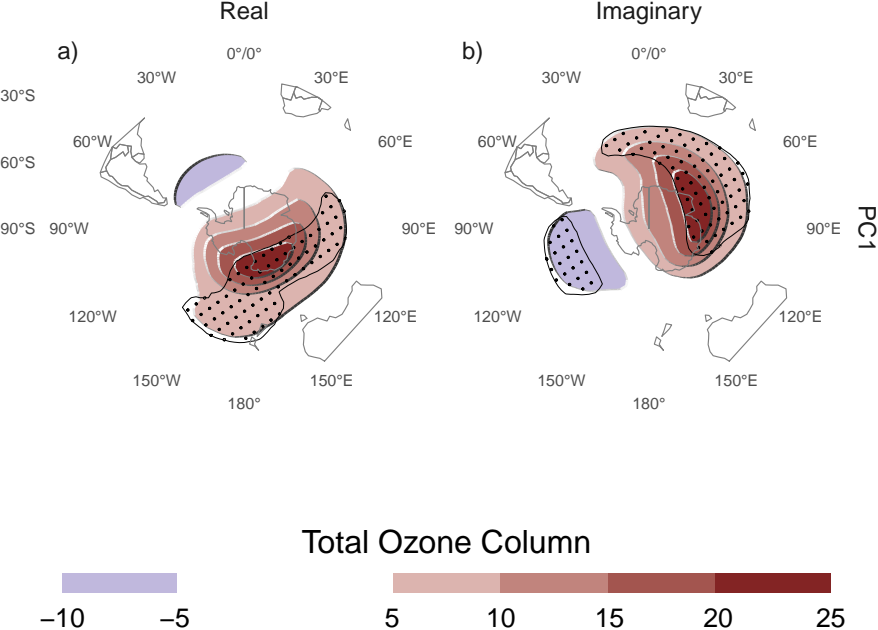 Real
Imaginary
a)
b)
0°/0°
30°W
30°E
30°S
60°W
60°E
60°S
90°S
90°W
90°E
120°W
120°E
150°W
150°E
180°
0°/0°
30°W
30°E
60°W
60°E
90°W
90°E
120°W
120°E
150°W
150°E
180°
PC1
Total Ozone Column
−10
−5
5
10
15
20
25